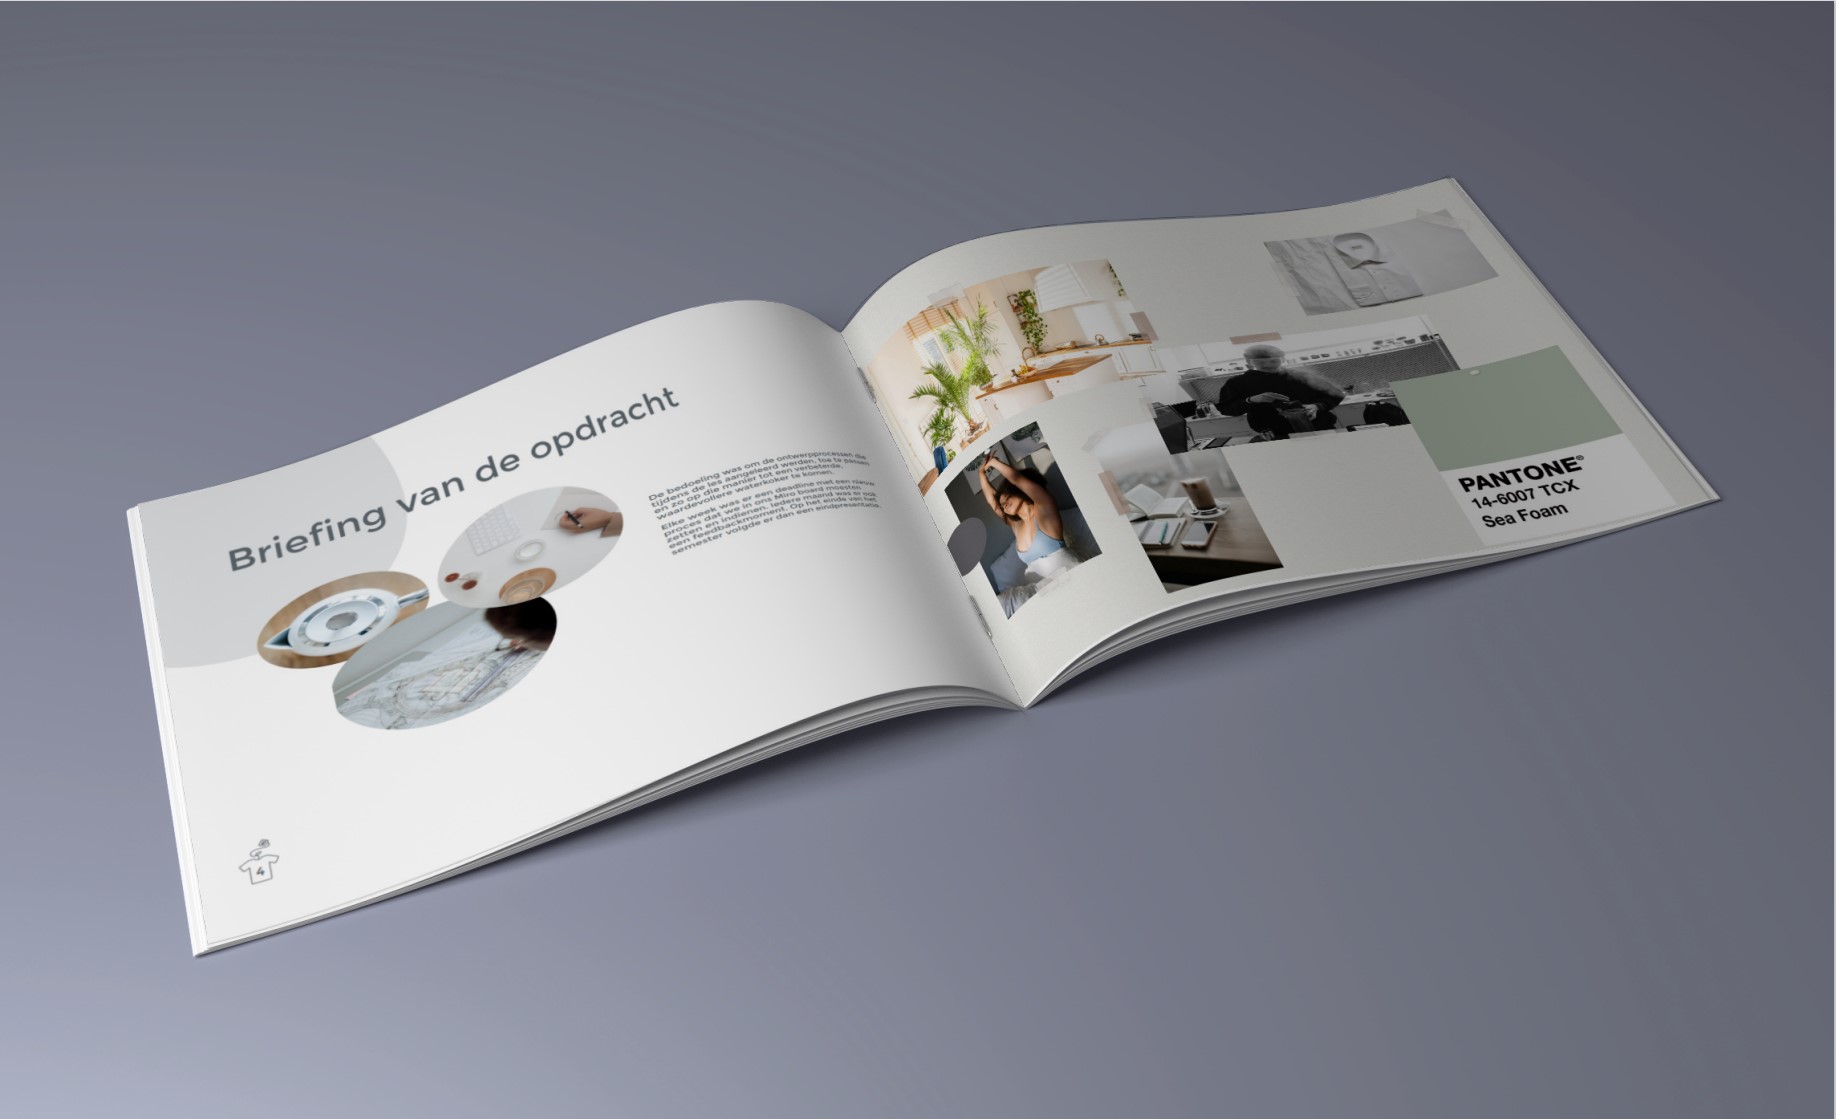 Briefing van de opdracht
De bedoeling was om de ontwerpprocessen die
tijdens de les aangeleerd werden, toe te passen
en zo op die manier tot een verbeterde,
waardevollere waterkoker te komen.
Elke week was er een deadline met een nieuw
proces dat we in ons Miro board moesten
zetten en indienen. Iedere maand was er ook
een feedbackmoment. Op het einde van het
semester volgde er dan een eindpresentatie.
4
PANTONE®
14-6007 TCX
Sea Foam